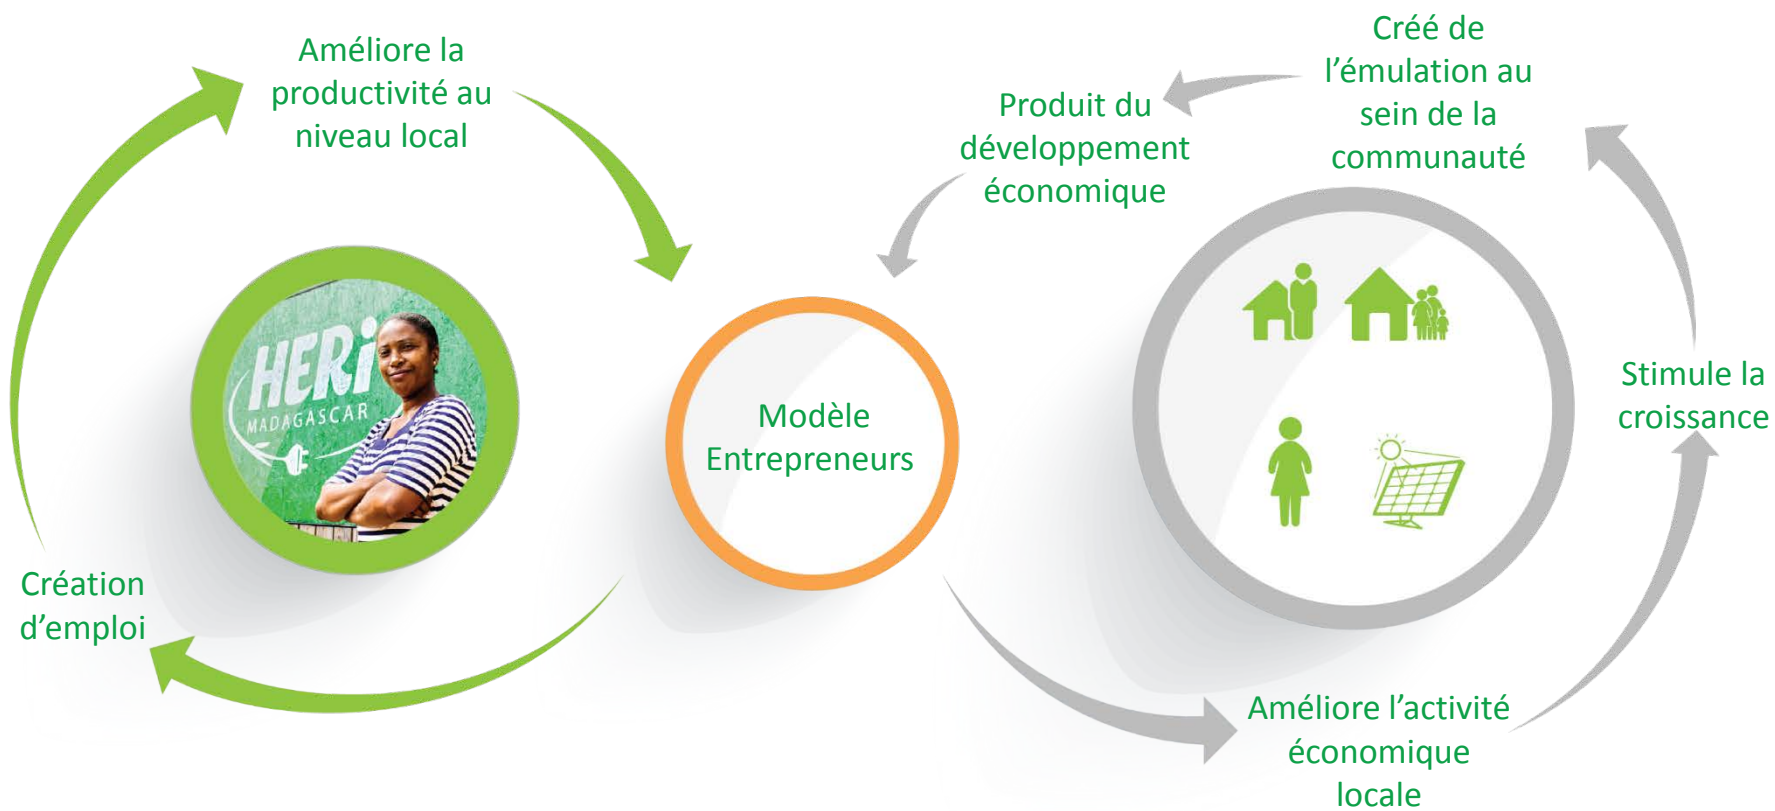 Améliore la
productivité au
niveau local
Créé de
l’émulation au
sein de la
communauté
Produit du
développement
économique
HERi
MADAGASCAR
Modèle
Entrepreneurs
Stimule la
croissance
Création
d’emploi
Améliore l’activité
économique
locale